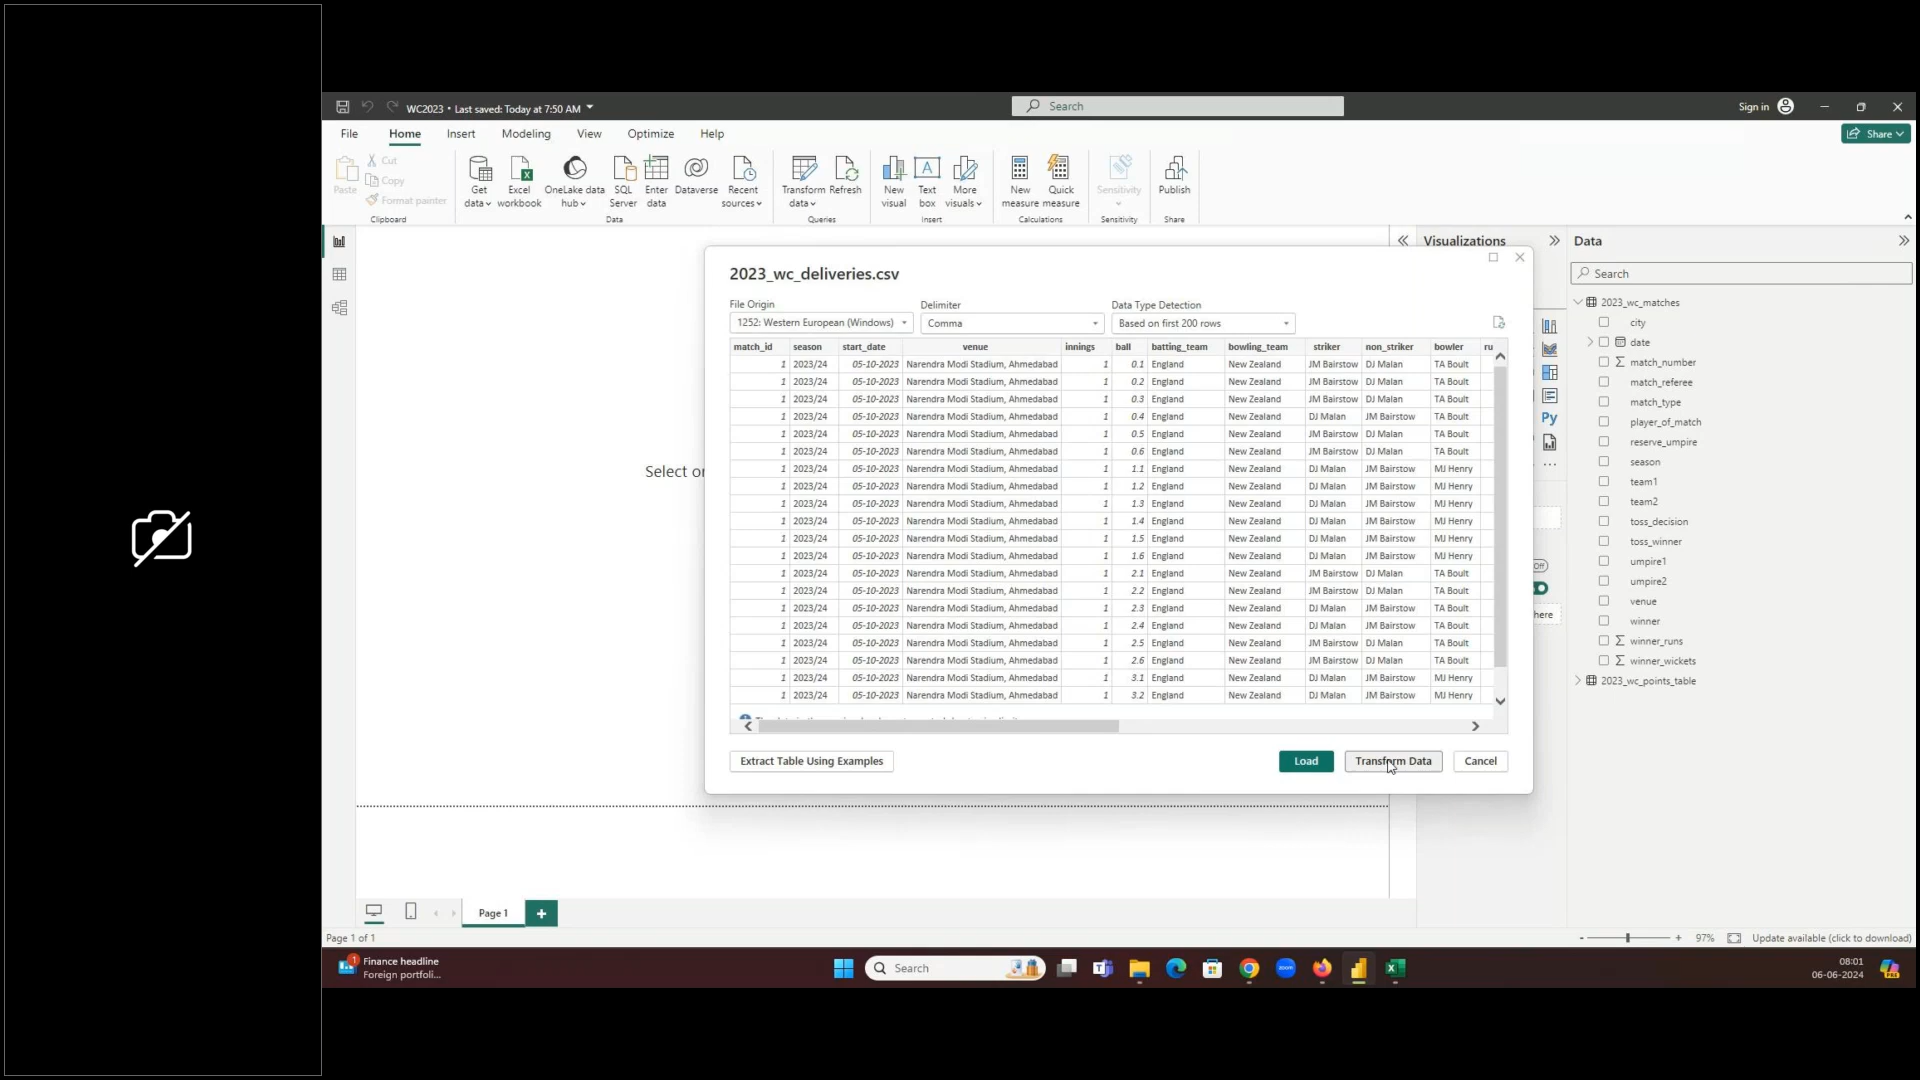 WC2023 • Last saved: Today at 7:50 AM
Search
Sign in
File Home Insert Modeling View Optimize Help
Share
Paste
Cut
Copy
Format painter
Clipboard
Get data
Excel workbook
OneLake data hub
SQL Server
Enter data
Dataverse
Recent sources
Data
Transform data
Refresh
Queries
New visual
Text box
More visuals
Insert
New measure
Quick measure
Calculations
Sensitivity
Sensitivity
Publish
Share
Select or
2023_wc_deliveries.csv
File Origin Delimiter Data Type Detection
1252: Western European (Windows) Comma Based on first 200 rows
match_id season start_date venue innings ball batting_team bowling_team striker non_striker bowler ru
1 2023/24 05-10-2023 Narendra Modi Stadium, Ahmedabad 1 0.1 England New Zealand JM Bairstow DJ Malan TA Boult
1 2023/24 05-10-2023 Narendra Modi Stadium, Ahmedabad 1 0.2 England New Zealand JM Bairstow DJ Malan TA Boult
1 2023/24 05-10-2023 Narendra Modi Stadium, Ahmedabad 1 0.3 England New Zealand JM Bairstow DJ Malan TA Boult
1 2023/24 05-10-2023 Narendra Modi Stadium, Ahmedabad 1 0.4 England New Zealand DJ Malan JM Bairstow TA Boult
1 2023/24 05-10-2023 Narendra Modi Stadium, Ahmedabad 1 0.5 England New Zealand JM Bairstow DJ Malan TA Boult
1 2023/24 05-10-2023 Narendra Modi Stadium, Ahmedabad 1 0.6 England New Zealand JM Bairstow DJ Malan TA Boult
1 2023/24 05-10-2023 Narendra Modi Stadium, Ahmedabad 1 1.1 England New Zealand DJ Malan JM Bairstow MJ Henry
1 2023/24 05-10-2023 Narendra Modi Stadium, Ahmedabad 1 1.2 England New Zealand DJ Malan JM Bairstow MJ Henry
1 2023/24 05-10-2023 Narendra Modi Stadium, Ahmedabad 1 1.3 England New Zealand DJ Malan JM Bairstow MJ Henry
1 2023/24 05-10-2023 Narendra Modi Stadium, Ahmedabad 1 1.4 England New Zealand DJ Malan JM Bairstow MJ Henry
1 2023/24 05-10-2023 Narendra Modi Stadium, Ahmedabad 1 1.5 England New Zealand DJ Malan JM Bairstow MJ Henry
1 2023/24 05-10-2023 Narendra Modi Stadium, Ahmedabad 1 1.6 England New Zealand DJ Malan JM Bairstow MJ Henry
1 2023/24 05-10-2023 Narendra Modi Stadium, Ahmedabad 1 2.1 England New Zealand JM Bairstow DJ Malan TA Boult
1 2023/24 05-10-2023 Narendra Modi Stadium, Ahmedabad 1 2.2 England New Zealand JM Bairstow DJ Malan TA Boult
1 2023/24 05-10-2023 Narendra Modi Stadium, Ahmedabad 1 2.3 England New Zealand DJ Malan JM Bairstow TA Boult
1 2023/24 05-10-2023 Narendra Modi Stadium, Ahmedabad 1 2.4 England New Zealand DJ Malan JM Bairstow TA Boult
1 2023/24 05-10-2023 Narendra Modi Stadium, Ahmedabad 1 2.5 England New Zealand JM Bairstow DJ Malan TA Boult
1 2023/24 05-10-2023 Narendra Modi Stadium, Ahmedabad 1 2.6 England New Zealand JM Bairstow DJ Malan TA Boult
1 2023/24 05-10-2023 Narendra Modi Stadium, Ahmedabad 1 3.1 England New Zealand DJ Malan JM Bairstow MJ Henry
1 2023/24 05-10-2023 Narendra Modi Stadium, Ahmedabad 1 3.2 England New Zealand DJ Malan JM Bairstow MJ Henry
Extract Table Using Examples Load Transform Data Cancel
Visualizations
Py
Off
here
Data
Search
2023_wc_matches
city
date
match_number
match_referee
match_type
player_of_match
reserve_umpire
season
team1
team2
toss_decision
toss_winner
umpire1
umpire2
venue
winner
winner_runs
winner_wickets
2023_wc_points_table
Page 1
Page 1 of 1
97% Update available (click to download)
1
Finance headline
Foreign portfoli...
Search
08:01
06-06-2024